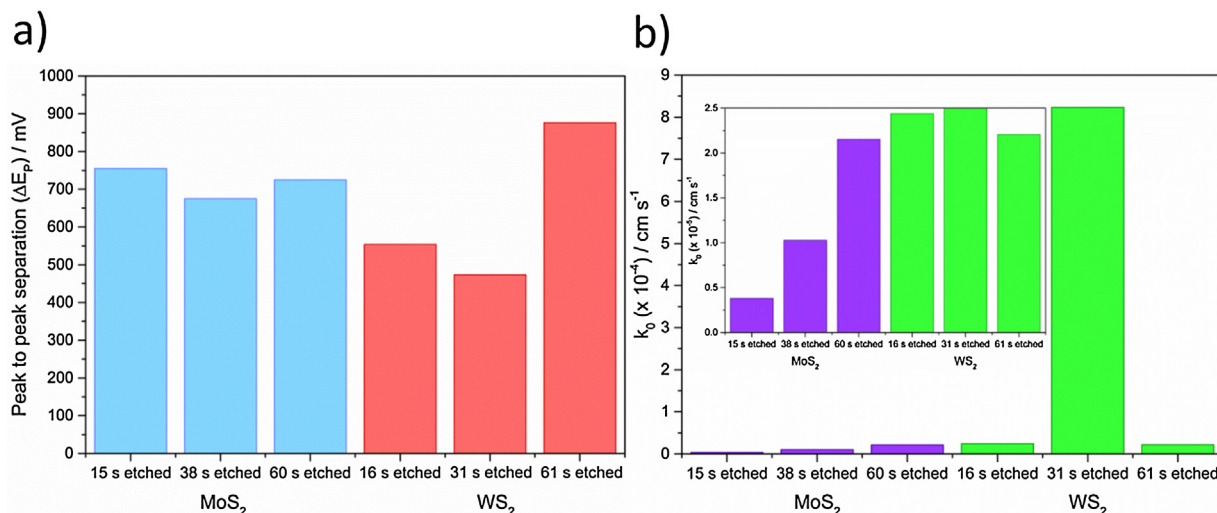 a)
Peak to peak separation (ΔE_P) / mV
1000
900
800
700
600
500
400
300
200
100
0
15 s etched 38 s etched 60 s etched 16 s etched 31 s etched 61 s etched
MoS₂ WS₂
b)
k₀ (x 10⁻⁴) / cm s⁻¹
9
8
7
6
5
4
3
2
1
0
k₀ (x 10⁻⁵) / cm s⁻¹
2.5
2.0
1.5
1.0
0.5
0.0
15 s etched 38 s etched 60 s etched 16 s etched 31 s etched 61 s etched
MoS₂ WS₂
15 s etched 38 s etched 60 s etched 16 s etched 31 s etched 61 s etched
MoS₂ WS₂